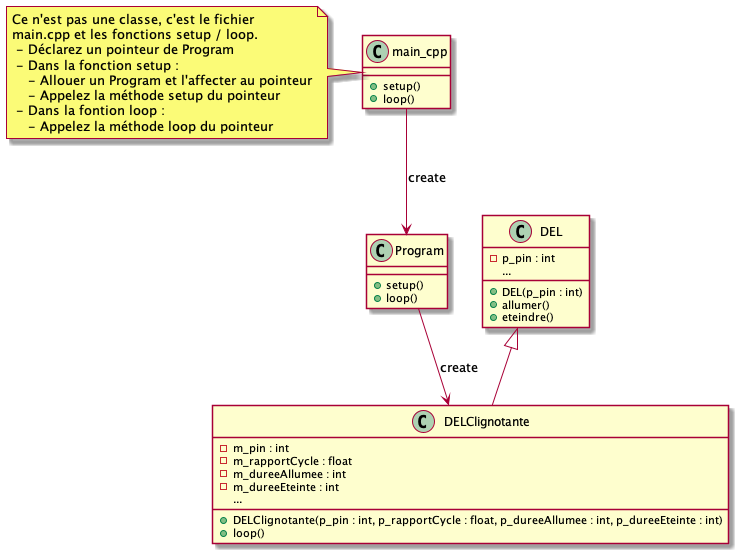 Ce n'est pas une classe, c'est le fichier
main.cpp et les fonctions setup / loop.
- Déclarez un pointeur de Program
- Dans la fonction setup :
- Allouer un Program et l'affecter au pointeur
- Appelez la méthode setup du pointeur
- Dans la fontion loop :
- Appelez la méthode loop du pointeur
C main_cpp
setup()
loop()
create
C Program
setup()
loop()
C DEL
p_pin : int
...
DEL(p_pin : int)
allumer()
eteindre()
create
C DELClignotante
m_pin : int
m_rapportCycle : float
m_dureeAllumee : int
m_dureeEteinte : int
...
DELClignotante(p_pin : int, p_rapportCycle : float, p_dureeAllumee : int, p_dureeEteinte : int)
loop()